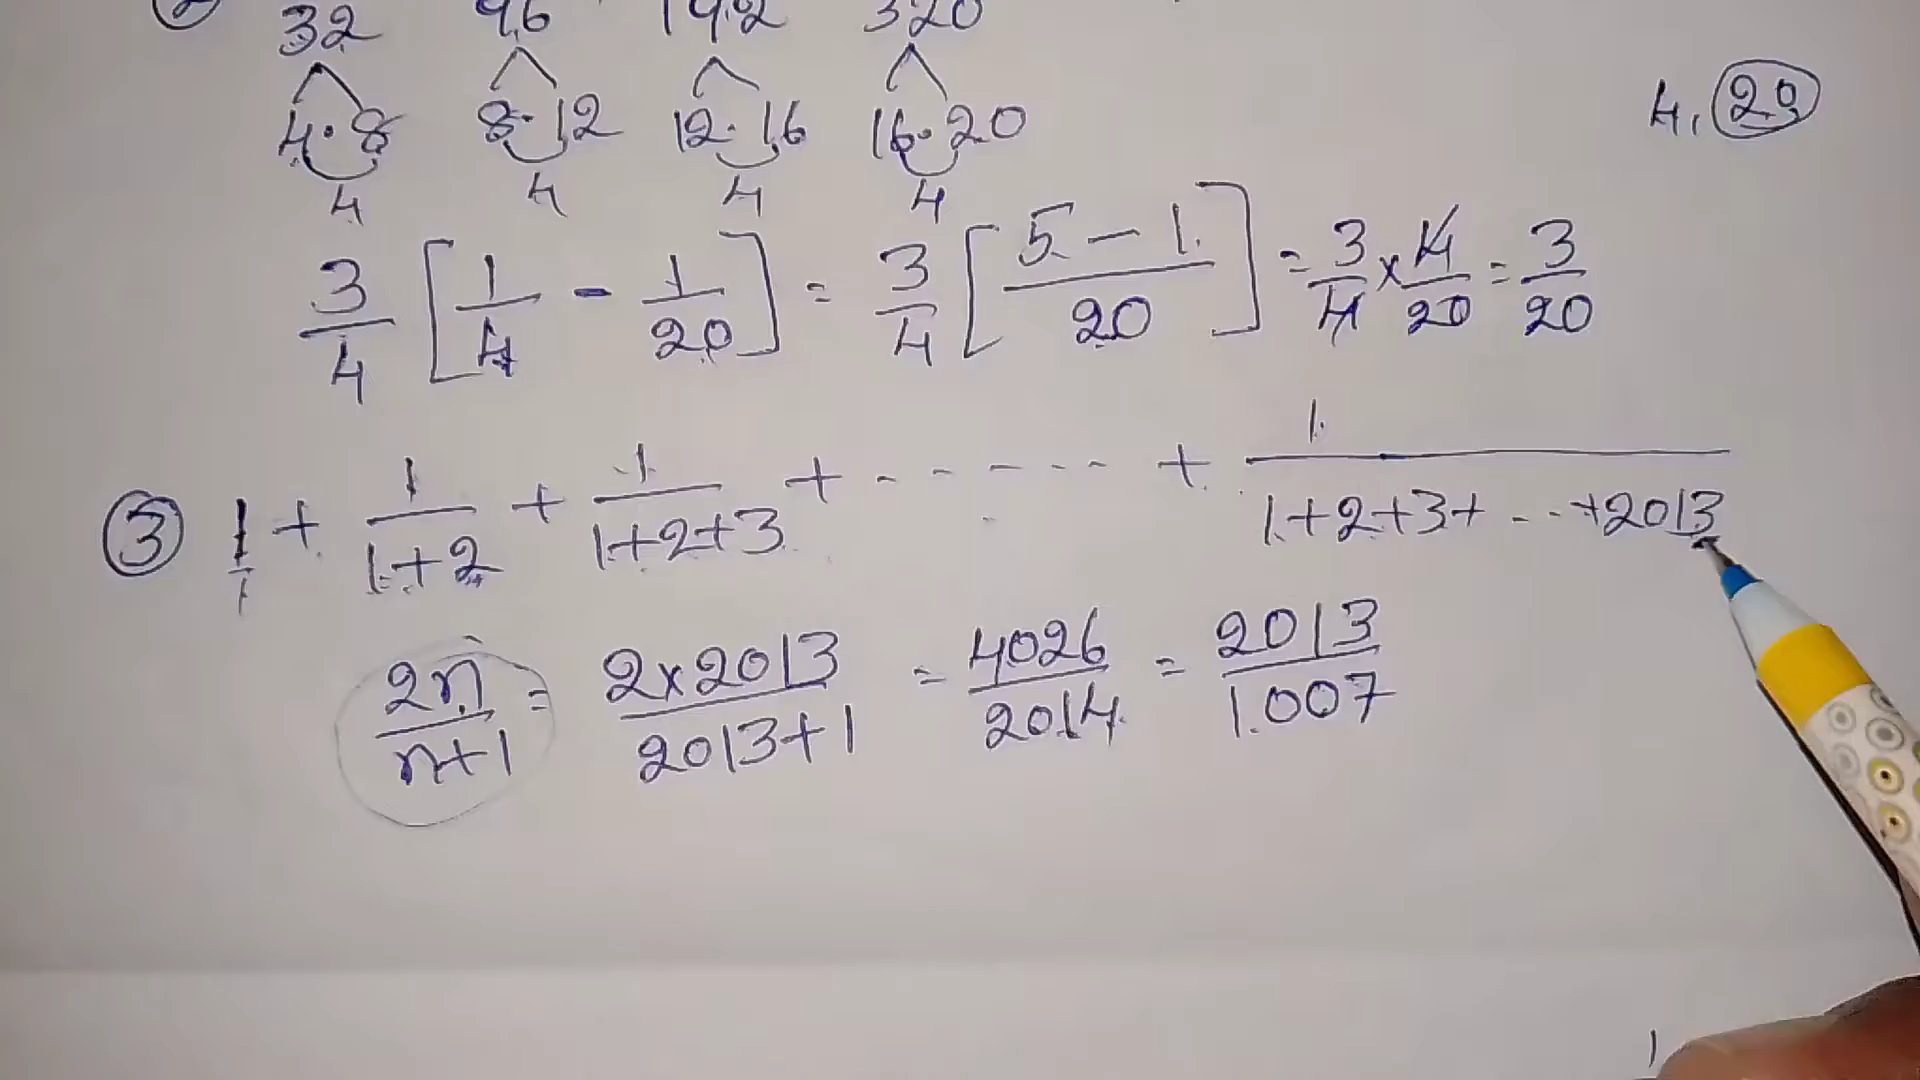 32 96 192 320
4.8 8.12 12.16 16.20 4, 20
4 4 4 4
3/4 [1/4 - 1/20] = 3/4 [5-1/20] = 3/4 × 4/20 = 3/20
3 1/1 + 1/1+2 + 1/1+2+3 + ------ + 1/1+2+3+ ... +2013
2n/n+1 = 2×2013/2013+1 = 4026/2014 = 2013/1007